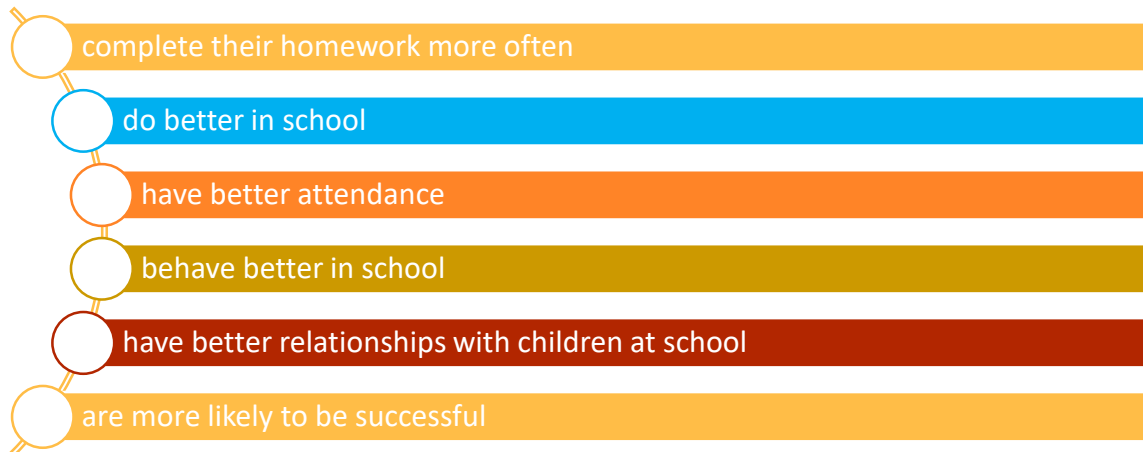 complete their homework more often
do better in school
have better attendance
behave better in school
have better relationships with children at school
are more likely to be successful